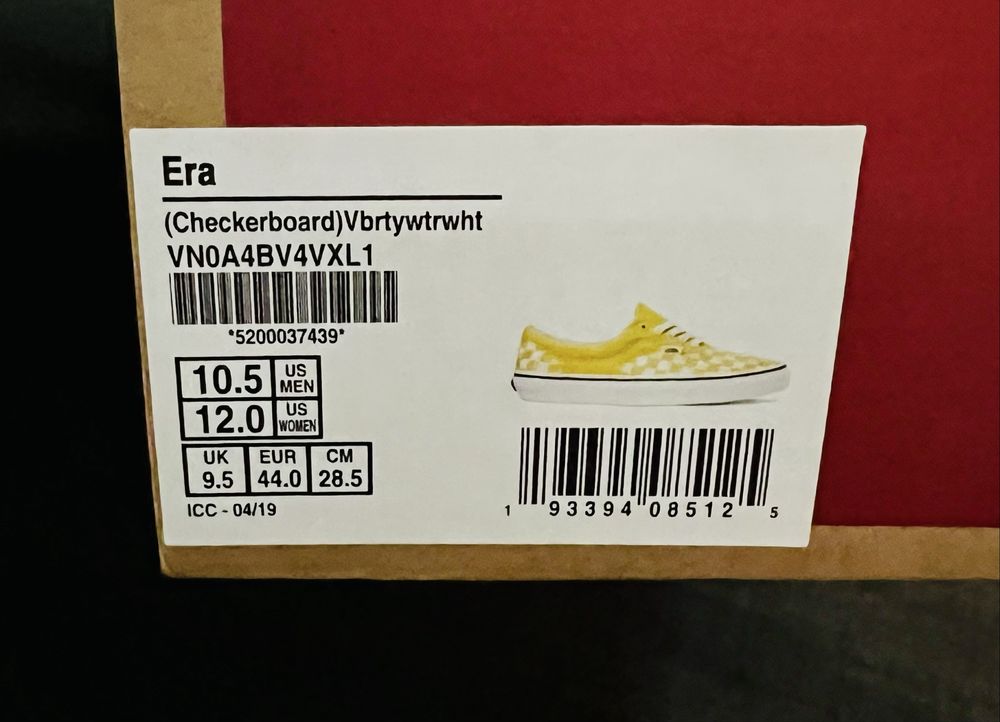 Era
(Checkerboard)Vbrtywtrwht
VN0A4BV4VXL1
*5200037439*
10.5 US MEN
12.0 US WOMEN
UK EUR CM
9.5 44.0 28.5
ICC - 04/19
1 93394 08512 5